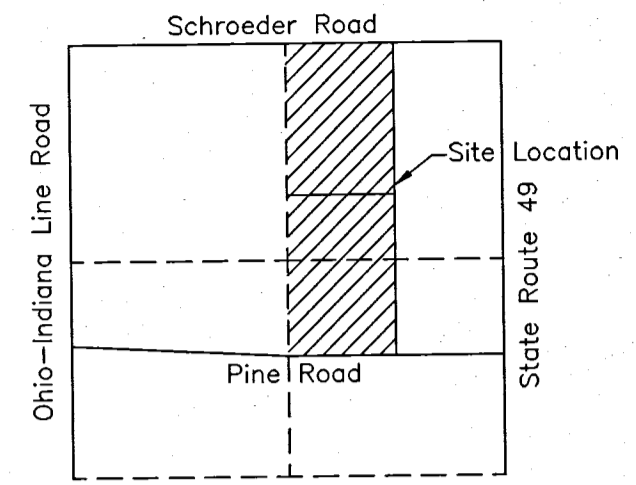 Schroeder Road
Ohio-Indiana Line Road
Site Location
State Route 49
Pine Road